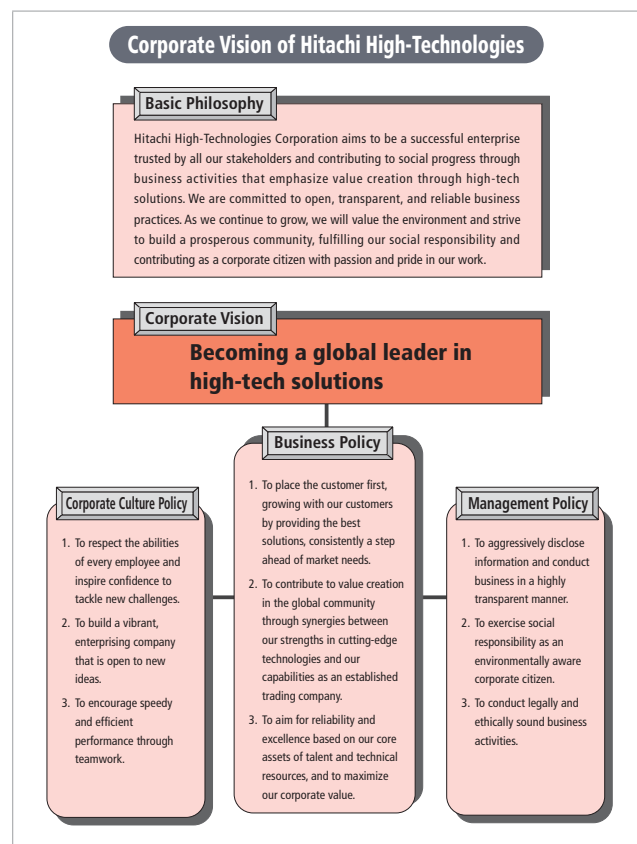 Corporate Vision of Hitachi High-Technologies
Basic Philosophy
Hitachi High-Technologies Corporation aims to be a successful enterprise
trusted by all our stakeholders and contributing to social progress through
business activities that emphasize value creation through high-tech
solutions. We are committed to open, transparent, and reliable business
practices. As we continue to grow, we will value the environment and strive
to build a prosperous community, fulfilling our social responsibility and
contributing as a corporate citizen with passion and pride in our work.
Corporate Vision
Becoming a global leader in
high-tech solutions
Corporate Culture Policy
1. To respect the abilities
of every employee and
inspire confidence to
tackle new challenges.
2. To build a vibrant,
enterprising company
that is open to new
ideas.
3. To encourage speedy
and efficient
performance through
teamwork.
Business Policy
1. To place the customer first,
growing with our customers
by providing the best
solutions, consistently a step
ahead of market needs.
2. To contribute to value creation
in the global community
through synergies between
our strengths in cutting-edge
technologies and our
capabilities as an established
trading company.
3. To aim for reliability and
excellence based on our core
assets of talent and technical
resources, and to maximize
our corporate value.
Management Policy
1. To aggressively disclose
information and conduct
business in a highly
transparent manner.
2. To exercise social
responsibility as an
environmentally aware
corporate citizen.
3. To conduct legally and
ethically sound business
activities.